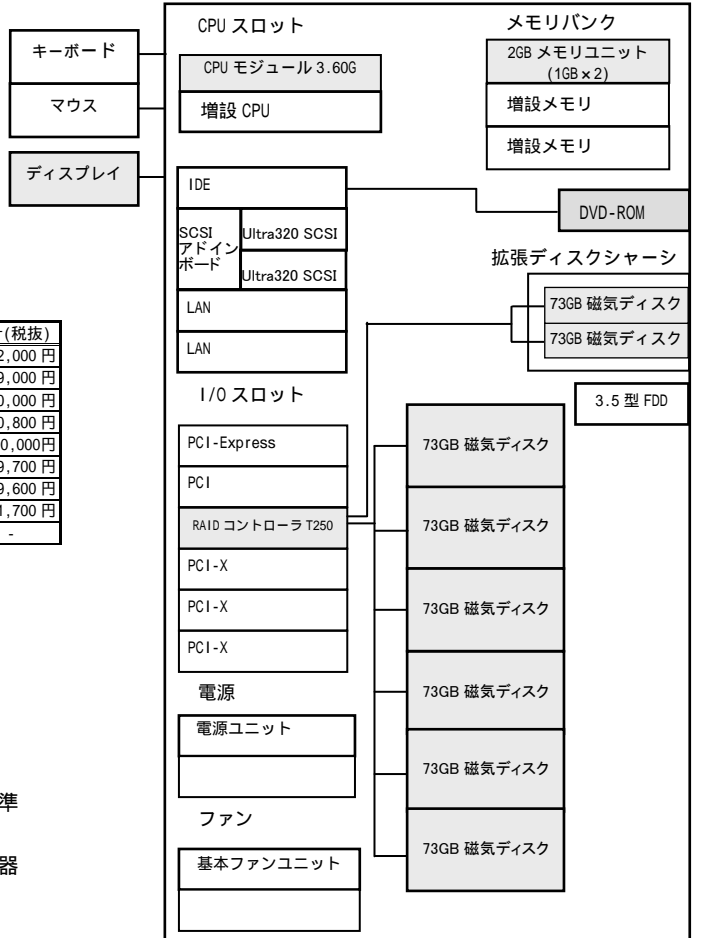 キーボード
マウス
ディスプレイ
CPU スロット
CPU モジュール 3.60G
増設 CPU
メモリバンク
2GB メモリユニット
(1GB×2)
増設メモリ
増設メモリ
IDE
SCSI
アドイン
ボード
Ultra320 SCSI
Ultra320 SCSI
LAN
LAN
DVD-ROM
拡張ディスクシャーシ
73GB 磁気ディスク
73GB 磁気ディスク
3.5 型 FDD
I/O スロット
PCI-Express
PCI
RAID コントローラ T250
PCI-X
PCI-X
PCI-X
73GB 磁気ディスク
73GB 磁気ディスク
73GB 磁気ディスク
73GB 磁気ディスク
73GB 磁気ディスク
73GB 磁気ディスク
電源
電源ユニット
ファン
基本ファンユニット
(税抜)
2,000 円
9,000 円
0,000 円
0,800 円
0,000円
9,700 円
9,600 円
1,700 円
-
準
器